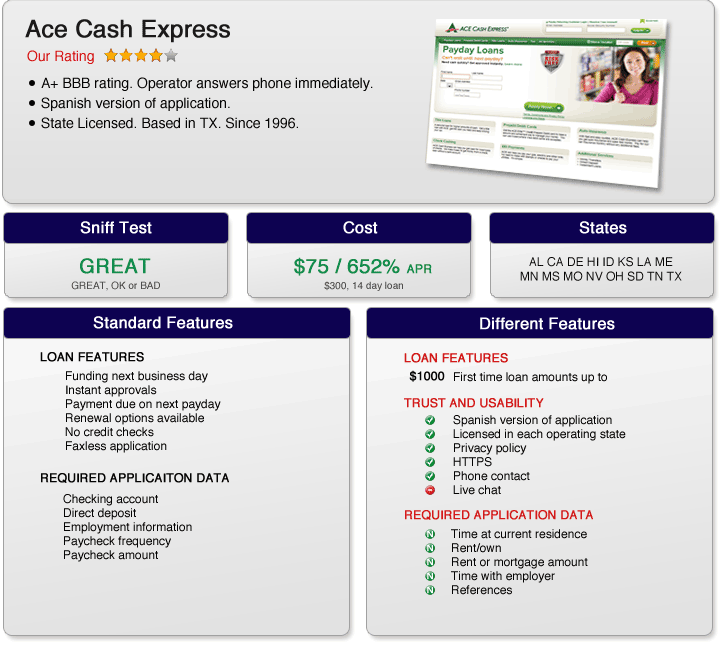 Ace Cash Express
Our Rating
A+ BBB rating. Operator answers phone immediately.
Spanish version of application.
State Licensed. Based in TX. Since 1996.
ACE CASH EXPRESS
Payday Loans
Can't wait until next payday?
Apply Now
Sniff Test
GREAT
GREAT, OK or BAD
Cost
$75 / 652% APR
$300, 14 day loan
States
AL CA DE HI ID KS LA ME
MN MS MO NV OH SD TN TX
Standard Features
LOAN FEATURES
Funding next business day
Instant approvals
Payment due on next payday
Renewal options available
No credit checks
Faxless application
REQUIRED APPLICAITON DATA
Checking account
Direct deposit
Employment information
Paycheck frequency
Paycheck amount
Different Features
LOAN FEATURES
$1000 First time loan amounts up to
TRUST AND USABILITY
Spanish version of application
Licensed in each operating state
Privacy policy
HTTPS
Phone contact
Live chat
REQUIRED APPLICATION DATA
N Time at current residence
N Rent/own
N Rent or mortgage amount
N Time with employer
N References